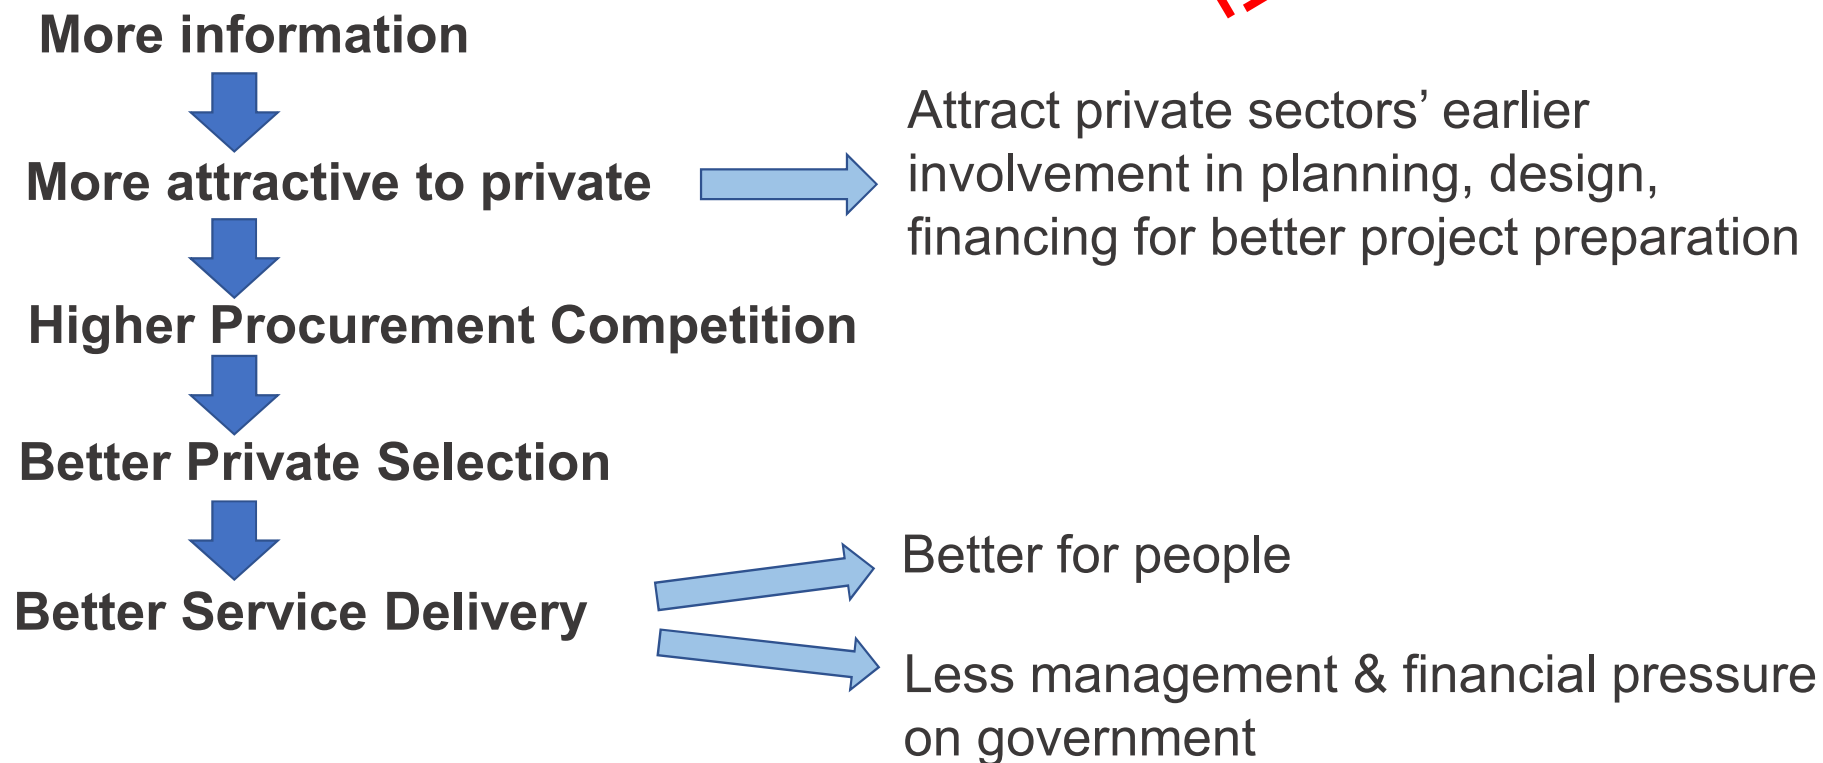 More information
More attractive to private
Attract private sectors’ earlier
involvement in planning, design,
financing for better project preparation
Higher Procurement Competition
Better Private Selection
Better Service Delivery
Better for people
Less management & financial pressure
on government